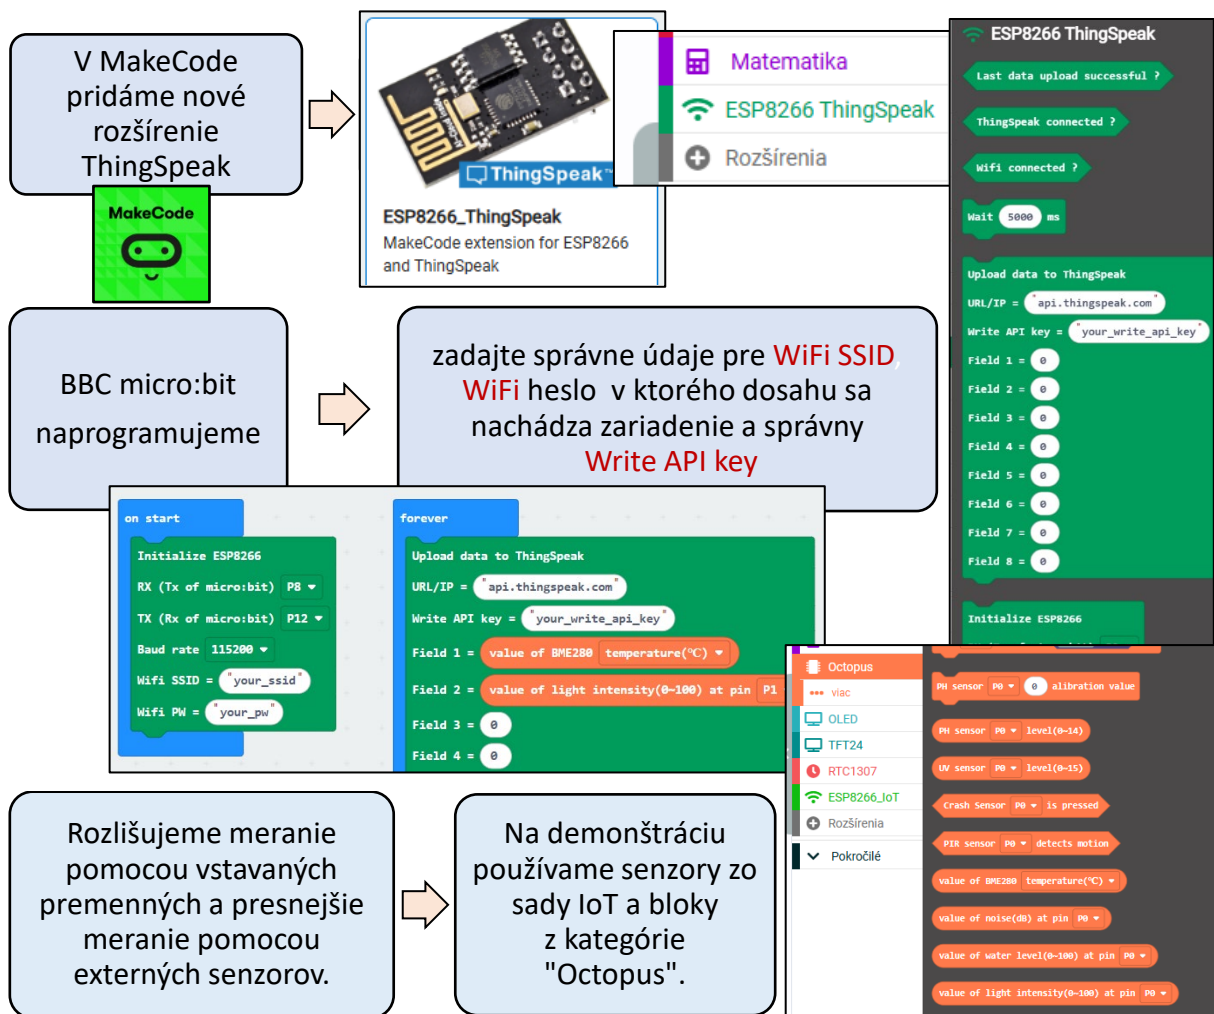 V MakeCode
pridáme nové
rozšírenie
ThingSpeak
MakeCode
Ai-Cloud inside
ThingSpeak™
ESP8266_ThingSpeak
MakeCode extension for ESP8266
and ThingSpeak
Matematika
ESP8266 ThingSpeak
Rozšírenia
ESP8266 ThingSpeak
Last data upload successful ?
ThingSpeak connected ?
Wifi connected ?
Wait 5000 ms
Upload data to ThingSpeak
URL/IP = "api.thingspeak.com"
Write API key = "your_write_api_key"
Field 1 = 0
Field 2 = 0
Field 3 = 0
Field 4 = 0
Field 5 = 0
Field 6 = 0
Field 7 = 0
Field 8 = 0
Initialize ESP8266
BBC micro:bit
naprogramujeme
zadajte správne údaje pre WiFi SSID,
WiFi heslo v ktorého dosahu sa
nachádza zariadenie a správny
Write API key
on start
Initialize ESP8266
RX (Tx of micro:bit) P8
TX (Rx of micro:bit) P12
Baud rate 115200
Wifi SSID = "your_ssid"
Wifi PW = "your_pw"
forever
Upload data to ThingSpeak
URL/IP = "api.thingspeak.com"
Write API key = "your_write_api_key"
Field 1 = value of BME280 temperature(℃)
Field 2 = value of light intensity(0~100) at pin P1
Field 3 = 0
Field 4 = 0
Octopus
viac
OLED
TFT24
RTC1307
ESP8266_IoT
Rozšírenia
Pokročilé
PH sensor P0 0 alibration value
PH sensor P0 level(0~14)
UV sensor P0 level(0~15)
Crash Sensor P0 is pressed
PIR sensor P0 detects motion
value of BME280 temperature(℃)
value of noise(dB) at pin P0
value of water level(0~100) at pin P0
value of light intensity(0~100) at pin P0
Rozlišujeme meranie
pomocou vstavaných
premenných a presnejšie
meranie pomocou
externých senzorov.
Na demonštráciu
používame senzory zo
sady IoT a bloky
z kategórie
"Octopus".